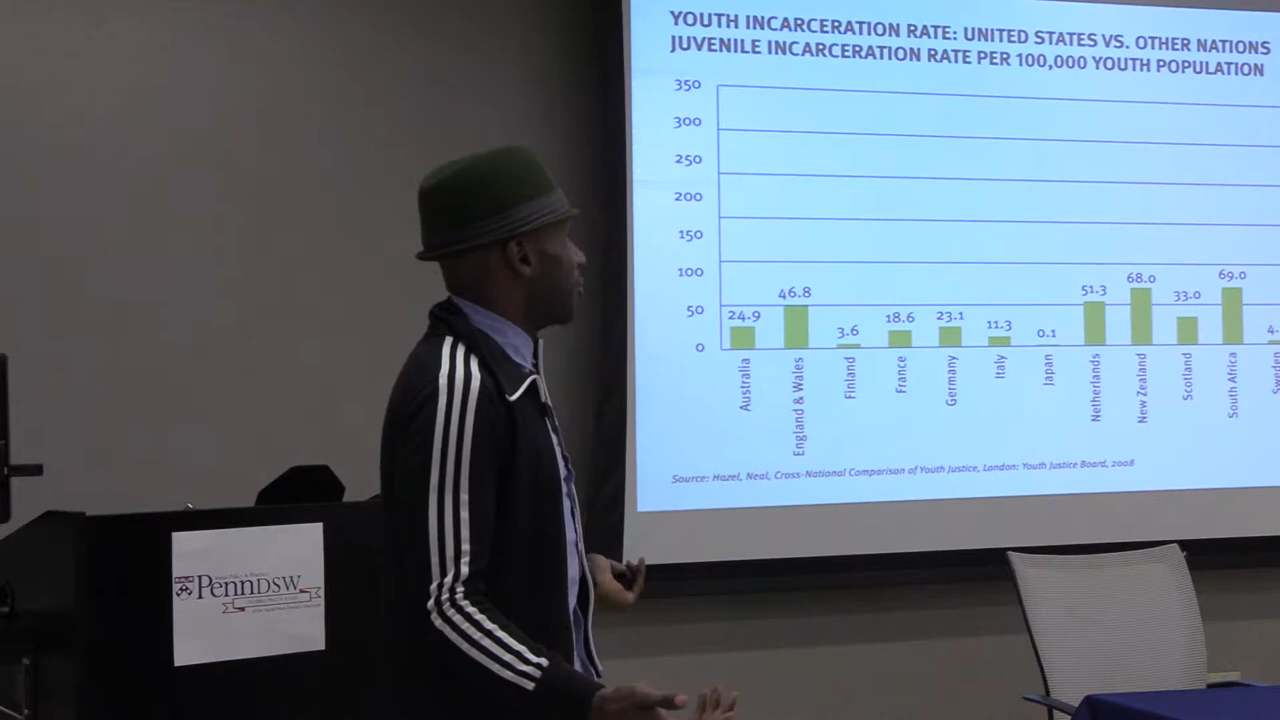 YOUTH INCARCERATION RATE: UNITED STATES VS. OTHER NATIONS
JUVENILE INCARCERATION RATE PER 100,000 YOUTH POPULATION
350
300
250
200
150
100
50
0
24.9
46.8
3.6
18.6
23.1
11.3
0.1
51.3
68.0
33.0
69.0
4.
Australia
England & Wales
Finland
France
Germany
Italy
Japan
Netherlands
New Zealand
Scotland
South Africa
Sweden
Source: Hazel, Neal, Cross-National Comparison of Youth Justice, London: Youth Justice Board, 2008
PennDSW